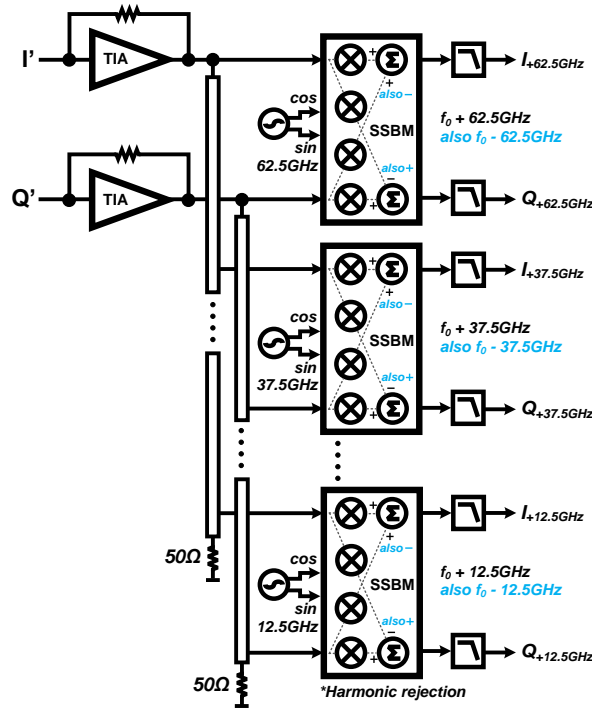 I'
TIA
Q'
TIA
50Ω
50Ω
cos
sin
62.5GHz
+
Σ
+
also−
SSBM
also+
−
+
Σ
I+62.5GHz
f0 + 62.5GHz
also f0 - 62.5GHz
Q+62.5GHz
cos
sin
37.5GHz
+
Σ
+
also−
SSBM
also+
−
+
Σ
I+37.5GHz
f0 + 37.5GHz
also f0 - 37.5GHz
Q+37.5GHz
cos
sin
12.5GHz
+
Σ
+
also−
SSBM
also+
−
+
Σ
I+12.5GHz
f0 + 12.5GHz
also f0 - 12.5GHz
Q+12.5GHz
*Harmonic rejection